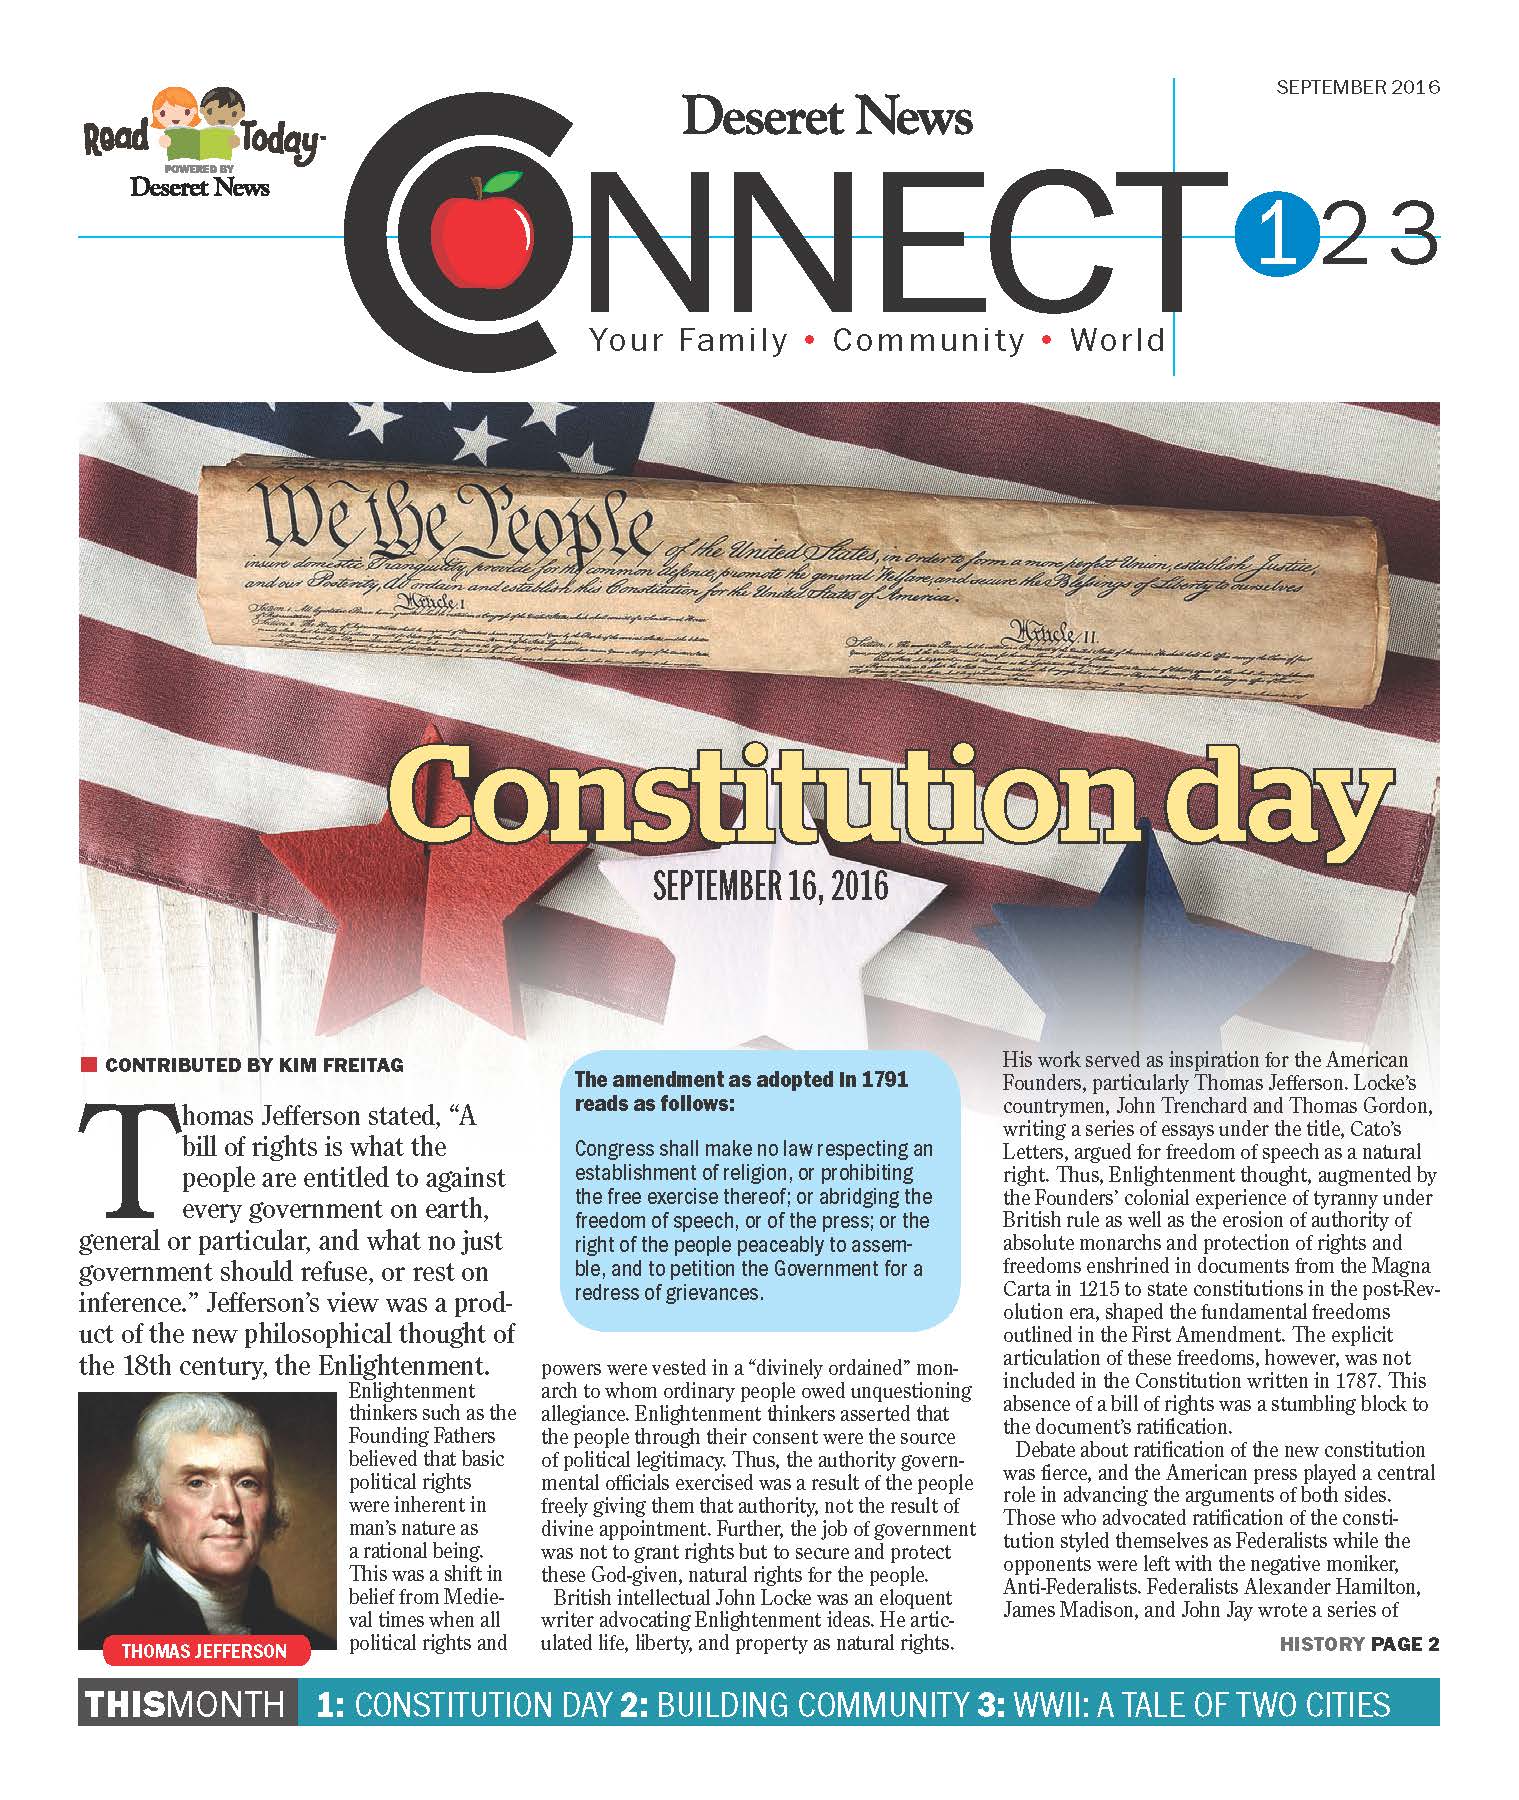 SEPTEMBER 2016
Read Today
POWERED BY
Deseret News
Deseret News
CONNECT 1 2 3
Your Family • Community • World
We the People of the United States, in order to form a more perfect Union, establish Justice,
insure domestic Tranquility, provide for the common defence, promote the general Welfare, and secure the Blessings of Liberty to ourselves
and our Posterity, do ordain and establish this Constitution for the United States of America.
Article I
Article II
Constitution day
SEPTEMBER 16, 2016
CONTRIBUTED BY KIM FREITAG
Thomas Jefferson stated, “A
bill of rights is what the
people are entitled to against
every government on earth,
general or particular, and what no just
government should refuse, or rest on
inference.” Jefferson’s view was a prod-
uct of the new philosophical thought of
the 18th century, the Enlightenment.
Enlightenment
thinkers such as the
Founding Fathers
believed that basic
political rights
were inherent in
man’s nature as
a rational being.
This was a shift in
belief from Medie-
val times when all
political rights and
THOMAS JEFFERSON
The amendment as adopted In 1791
reads as follows:
Congress shall make no law respecting an
establishment of religion, or prohibiting
the free exercise thereof; or abridging the
freedom of speech, or of the press; or the
right of the people peaceably to assem-
ble, and to petition the Government for a
redress of grievances.
powers were vested in a “divinely ordained” mon-
arch to whom ordinary people owed unquestioning
allegiance. Enlightenment thinkers asserted that
the people through their consent were the source
of political legitimacy. Thus, the authority govern-
mental officials exercised was a result of the people
freely giving them that authority, not the result of
divine appointment. Further, the job of government
was not to grant rights but to secure and protect
these God-given, natural rights for the people.
British intellectual John Locke was an eloquent
writer advocating Enlightenment ideas. He artic-
ulated life, liberty, and property as natural rights.
His work served as inspiration for the American
Founders, particularly Thomas Jefferson. Locke’s
countrymen, John Trenchard and Thomas Gordon,
writing a series of essays under the title, Cato’s
Letters, argued for freedom of speech as a natural
right. Thus, Enlightenment thought, augmented by
the Founders’ colonial experience of tyranny under
British rule as well as the erosion of authority of
absolute monarchs and protection of rights and
freedoms enshrined in documents from the Magna
Carta in 1215 to state constitutions in the post-Rev-
olution era, shaped the fundamental freedoms
outlined in the First Amendment. The explicit
articulation of these freedoms, however, was not
included in the Constitution written in 1787. This
absence of a bill of rights was a stumbling block to
the document’s ratification.
Debate about ratification of the new constitution
was fierce, and the American press played a central
role in advancing the arguments of both sides.
Those who advocated ratification of the consti-
tution styled themselves as Federalists while the
opponents were left with the negative moniker,
Anti-Federalists. Federalists Alexander Hamilton,
James Madison, and John Jay wrote a series of
HISTORY PAGE 2
THISMONTH 1: CONSTITUTION DAY 2: BUILDING COMMUNITY 3: WWII: A TALE OF TWO CITIES